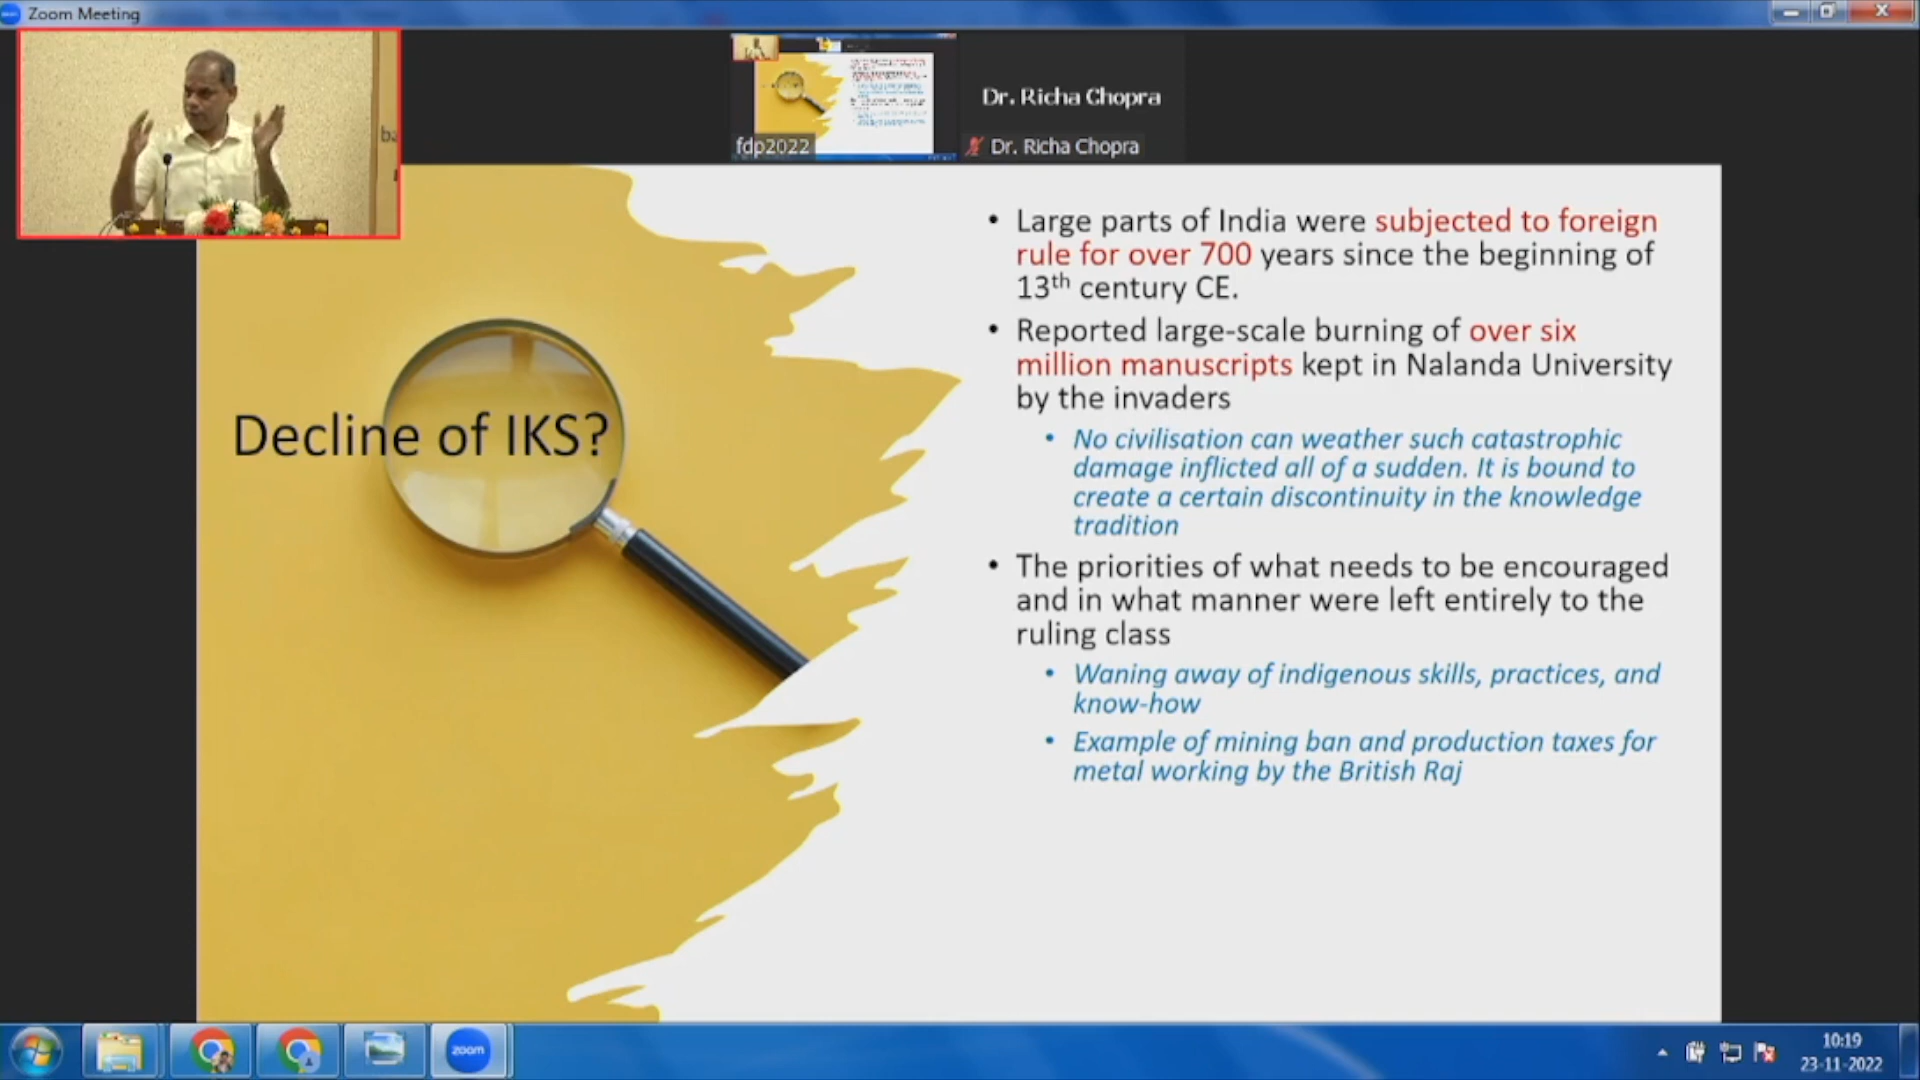 Zoom Meeting
ba
fdp2022
Dr. Richa Chopra
Dr. Richa Chopra
Decline of IKS?
• Large parts of India were subjected to foreign
rule for over 700 years since the beginning of
13th century CE.
• Reported large-scale burning of over six
million manuscripts kept in Nalanda University
by the invaders
• No civilisation can weather such catastrophic
damage inflicted all of a sudden. It is bound to
create a certain discontinuity in the knowledge
tradition
• The priorities of what needs to be encouraged
and in what manner were left entirely to the
ruling class
• Waning away of indigenous skills, practices, and
know-how
• Example of mining ban and production taxes for
metal working by the British Raj
zoom
10:19
23-11-2022